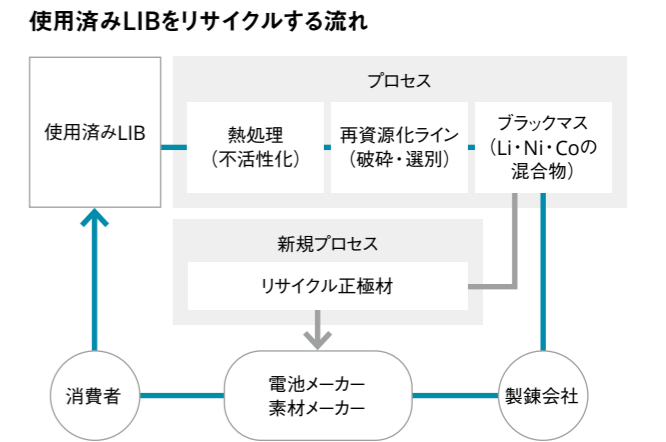 使用済みLIBをリサイクルする流れ
プロセス
使用済みLIB
熱処理
（不活性化）
再資源化ライン
（破砕・選別）
ブラックマス
（Li・Ni・Coの
混合物）
新規プロセス
リサイクル正極材
消費者
電池メーカー
素材メーカー
製錬会社